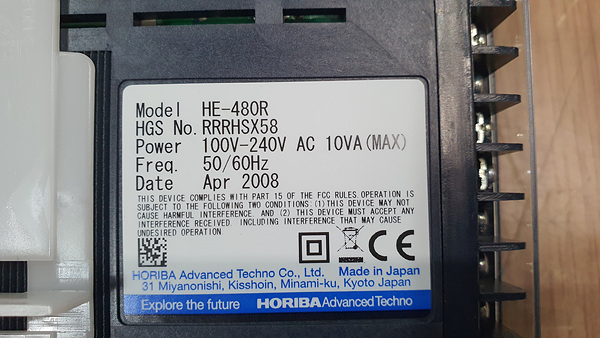 Model HE-480R
HGS No. RRRHSX58
Power 100V-240V AC 10VA(MAX)
Freq. 50/60Hz
Date Apr 2008
THIS DEVICE COMPLIES WITH PART 15 OF THE FCC RULES. OPERATION IS
SUBJECT TO THE FOLLOWING TWO CONDITIONS: (1) THIS DEVICE MAY NOT
CAUSE HARMFUL INTERFERENCE, AND (2) THIS DEVICE MUST ACCEPT ANY
INTERFERENCE RECEIVED, INCLUDING INTERFERENCE THAT MAY CAUSE
UNDESIRED OPERATION.
CE
HORIBA Advanced Techno Co., Ltd. Made in Japan
31 Miyanonishi, Kisshoin, Minami-ku, Kyoto Japan
Explore the future HORIBA Advanced Techno